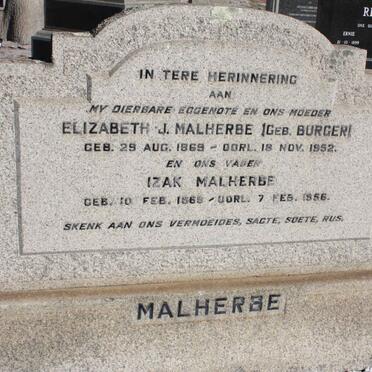 IN TERE HERINNERING
AAN
MY DIERBARE EGGENOTE EN ONS MOEDER
ELIZABETH J. MALHERBE (GEB. BURGER)
GEB. 29 AUG. 1869 - OORL. 18 NOV. 1952.
EN ONS VADER
IZAK MALHERBE
GEB. 10 FEB. 1868 - OORL. 7 FEB. 1956.
SKENK AAN ONS VERMOEIDES, SAGTE, SOETE, RUS.
MALHERBE
RE
ERNIE